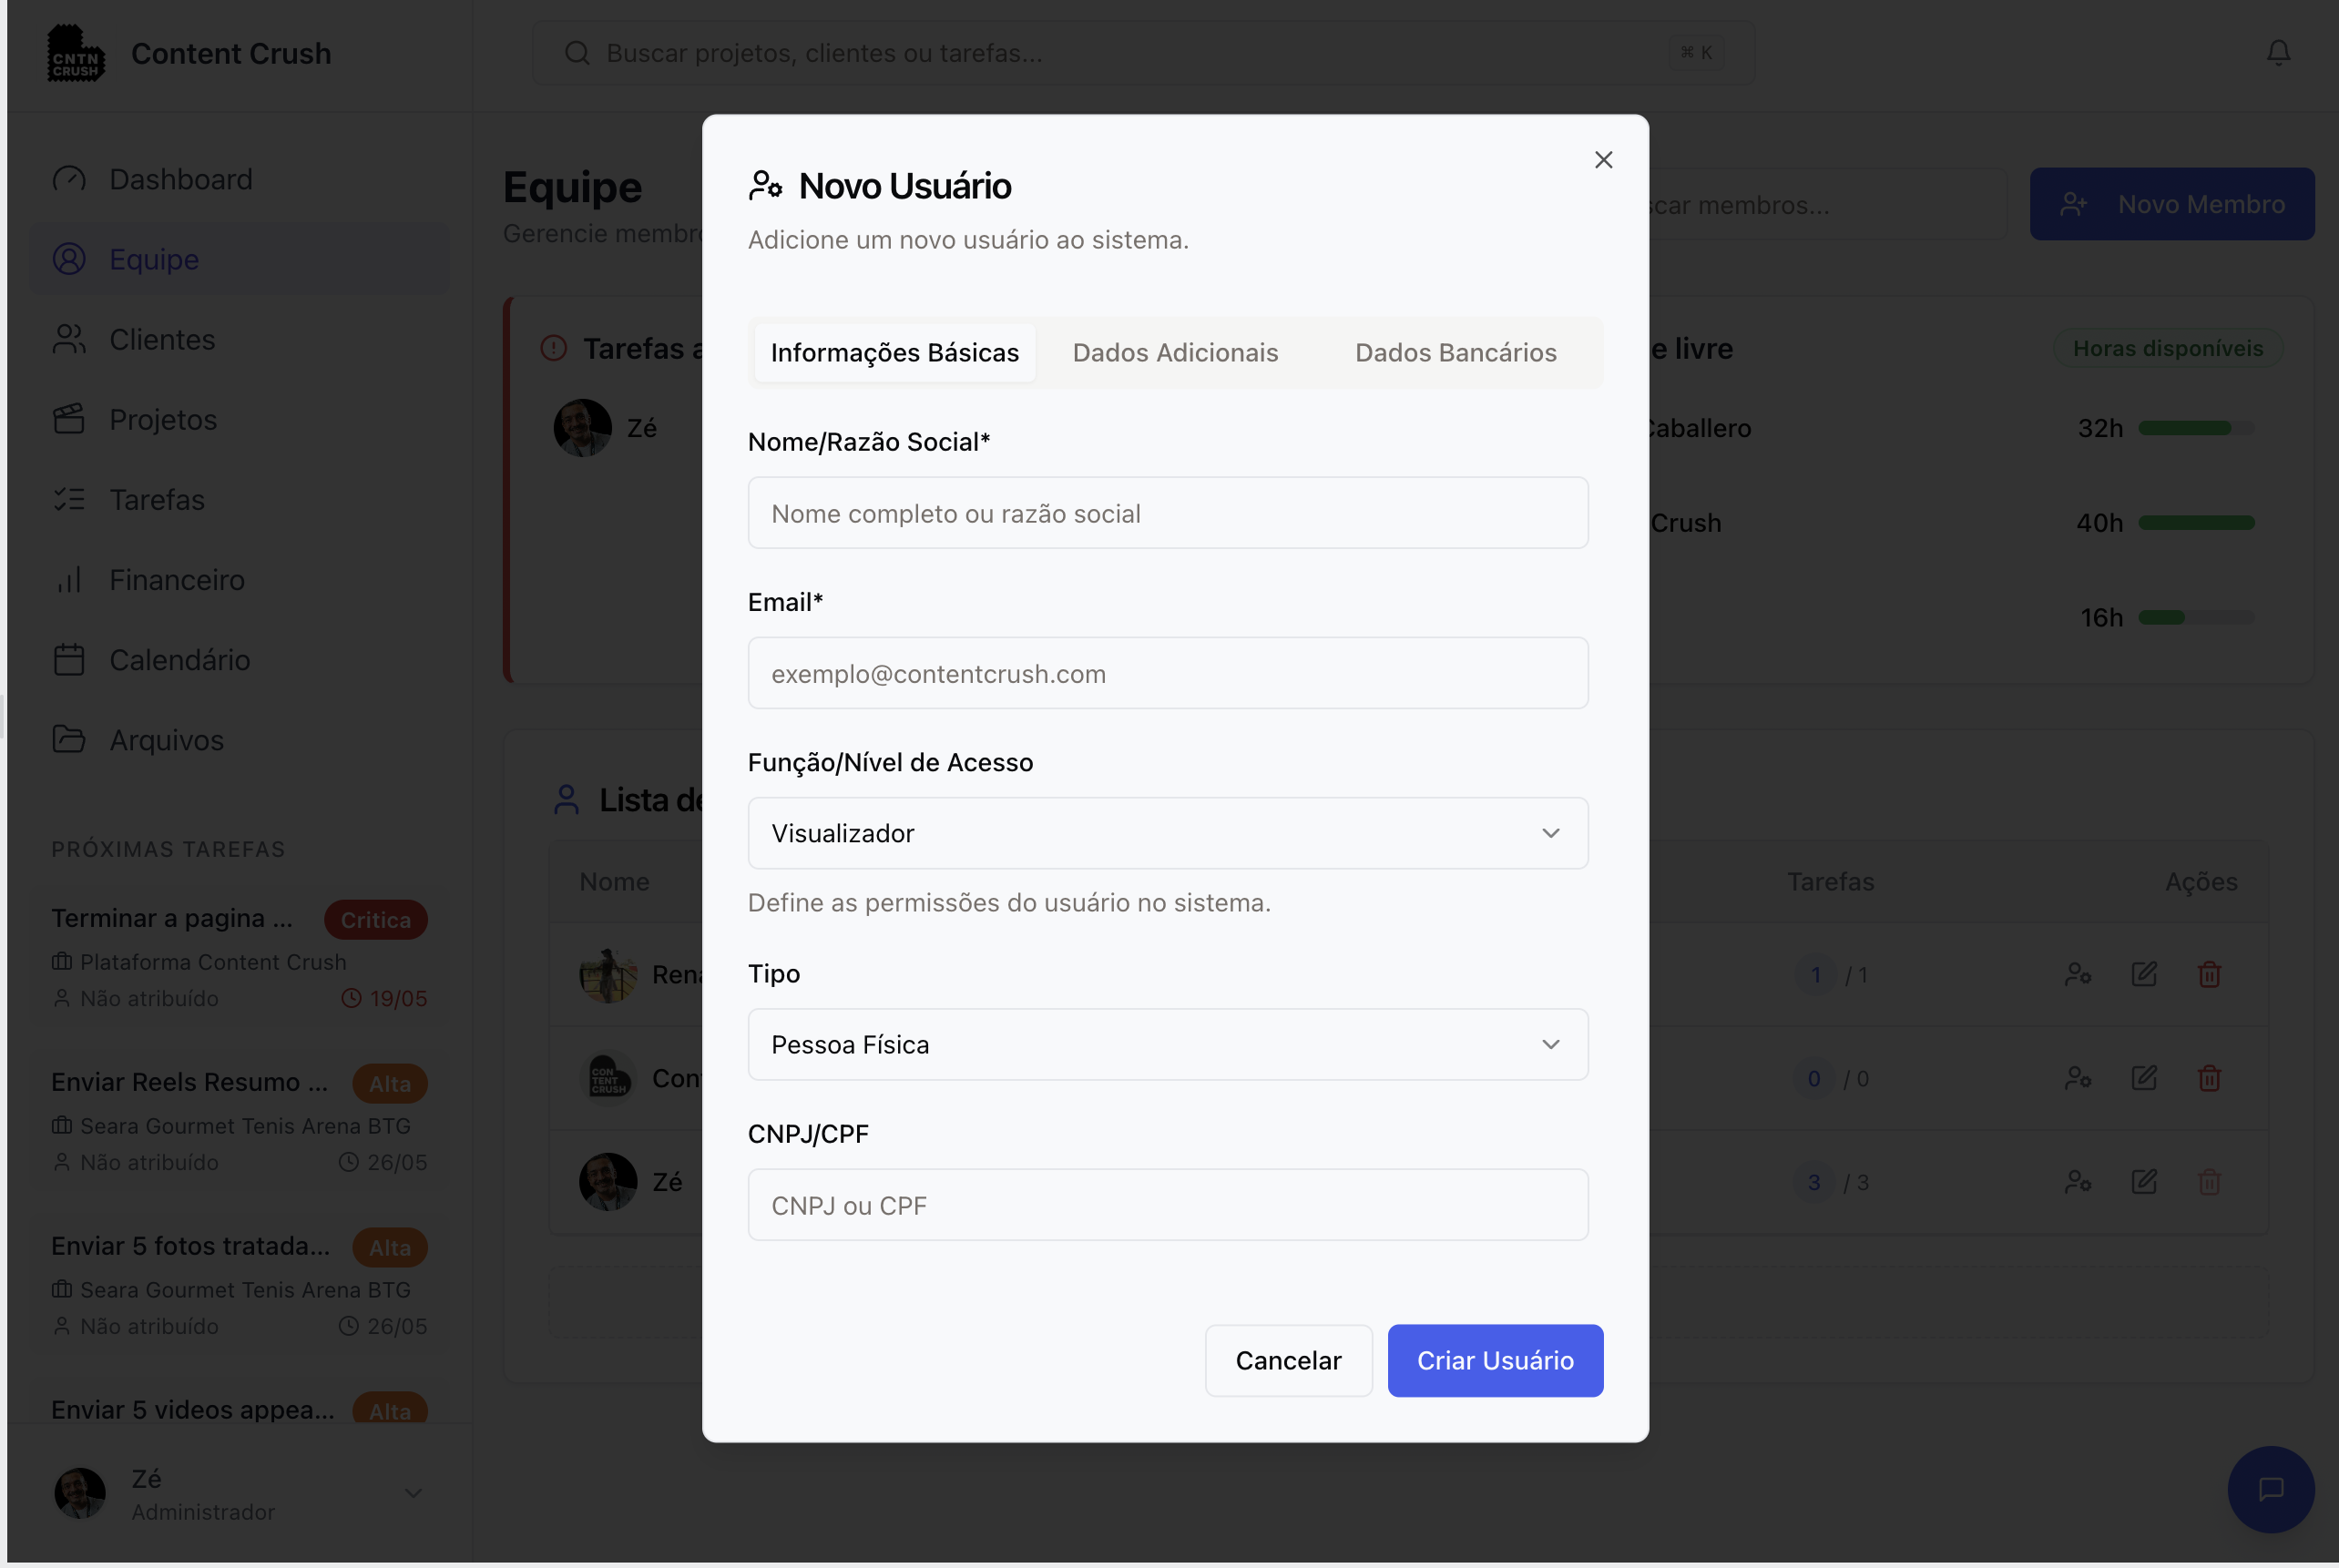 CNTN
CRUSH
Content Crush
Buscar projetos, clientes ou tarefas...
⌘ K
Dashboard
Equipe
Clientes
Projetos
Tarefas
Financeiro
Calendário
Arquivos
PRÓXIMAS TAREFAS
Terminar a pagina ...
Critica
Plataforma Content Crush
Não atribuído
19/05
Enviar Reels Resumo ...
Alta
Seara Gourmet Tenis Arena BTG
Não atribuído
26/05
Enviar 5 fotos tratada...
Alta
Seara Gourmet Tenis Arena BTG
Não atribuído
26/05
Enviar 5 videos appea...
Alta
Zé
Administrador
Equipe
Gerencie membr
scar membros...
Novo Membro
Tarefas a
Zé
e livre
Horas disponíveis
Caballero
32h
Crush
40h
16h
Lista de
Nome
Tarefas
Ações
Rena
1 / 1
CON
TENT
CRUSH
Con
0 / 0
Zé
3 / 3
Novo Usuário
Adicione um novo usuário ao sistema.
Informações Básicas
Dados Adicionais
Dados Bancários
Nome/Razão Social*
Nome completo ou razão social
Email*
exemplo@contentcrush.com
Função/Nível de Acesso
Visualizador
Define as permissões do usuário no sistema.
Tipo
Pessoa Física
CNPJ/CPF
CNPJ ou CPF
Cancelar
Criar Usuário